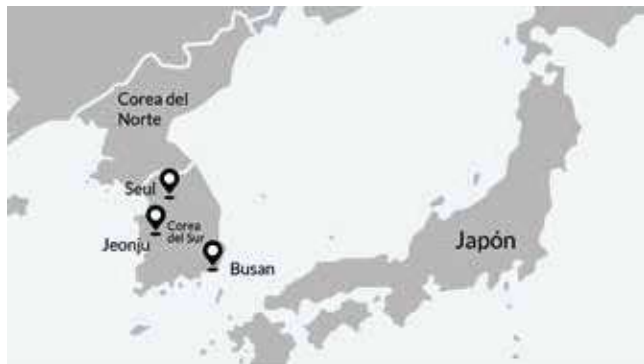 Corea del
Norte
Seul
Corea
del Sur
Jeonju
Busan
Japón